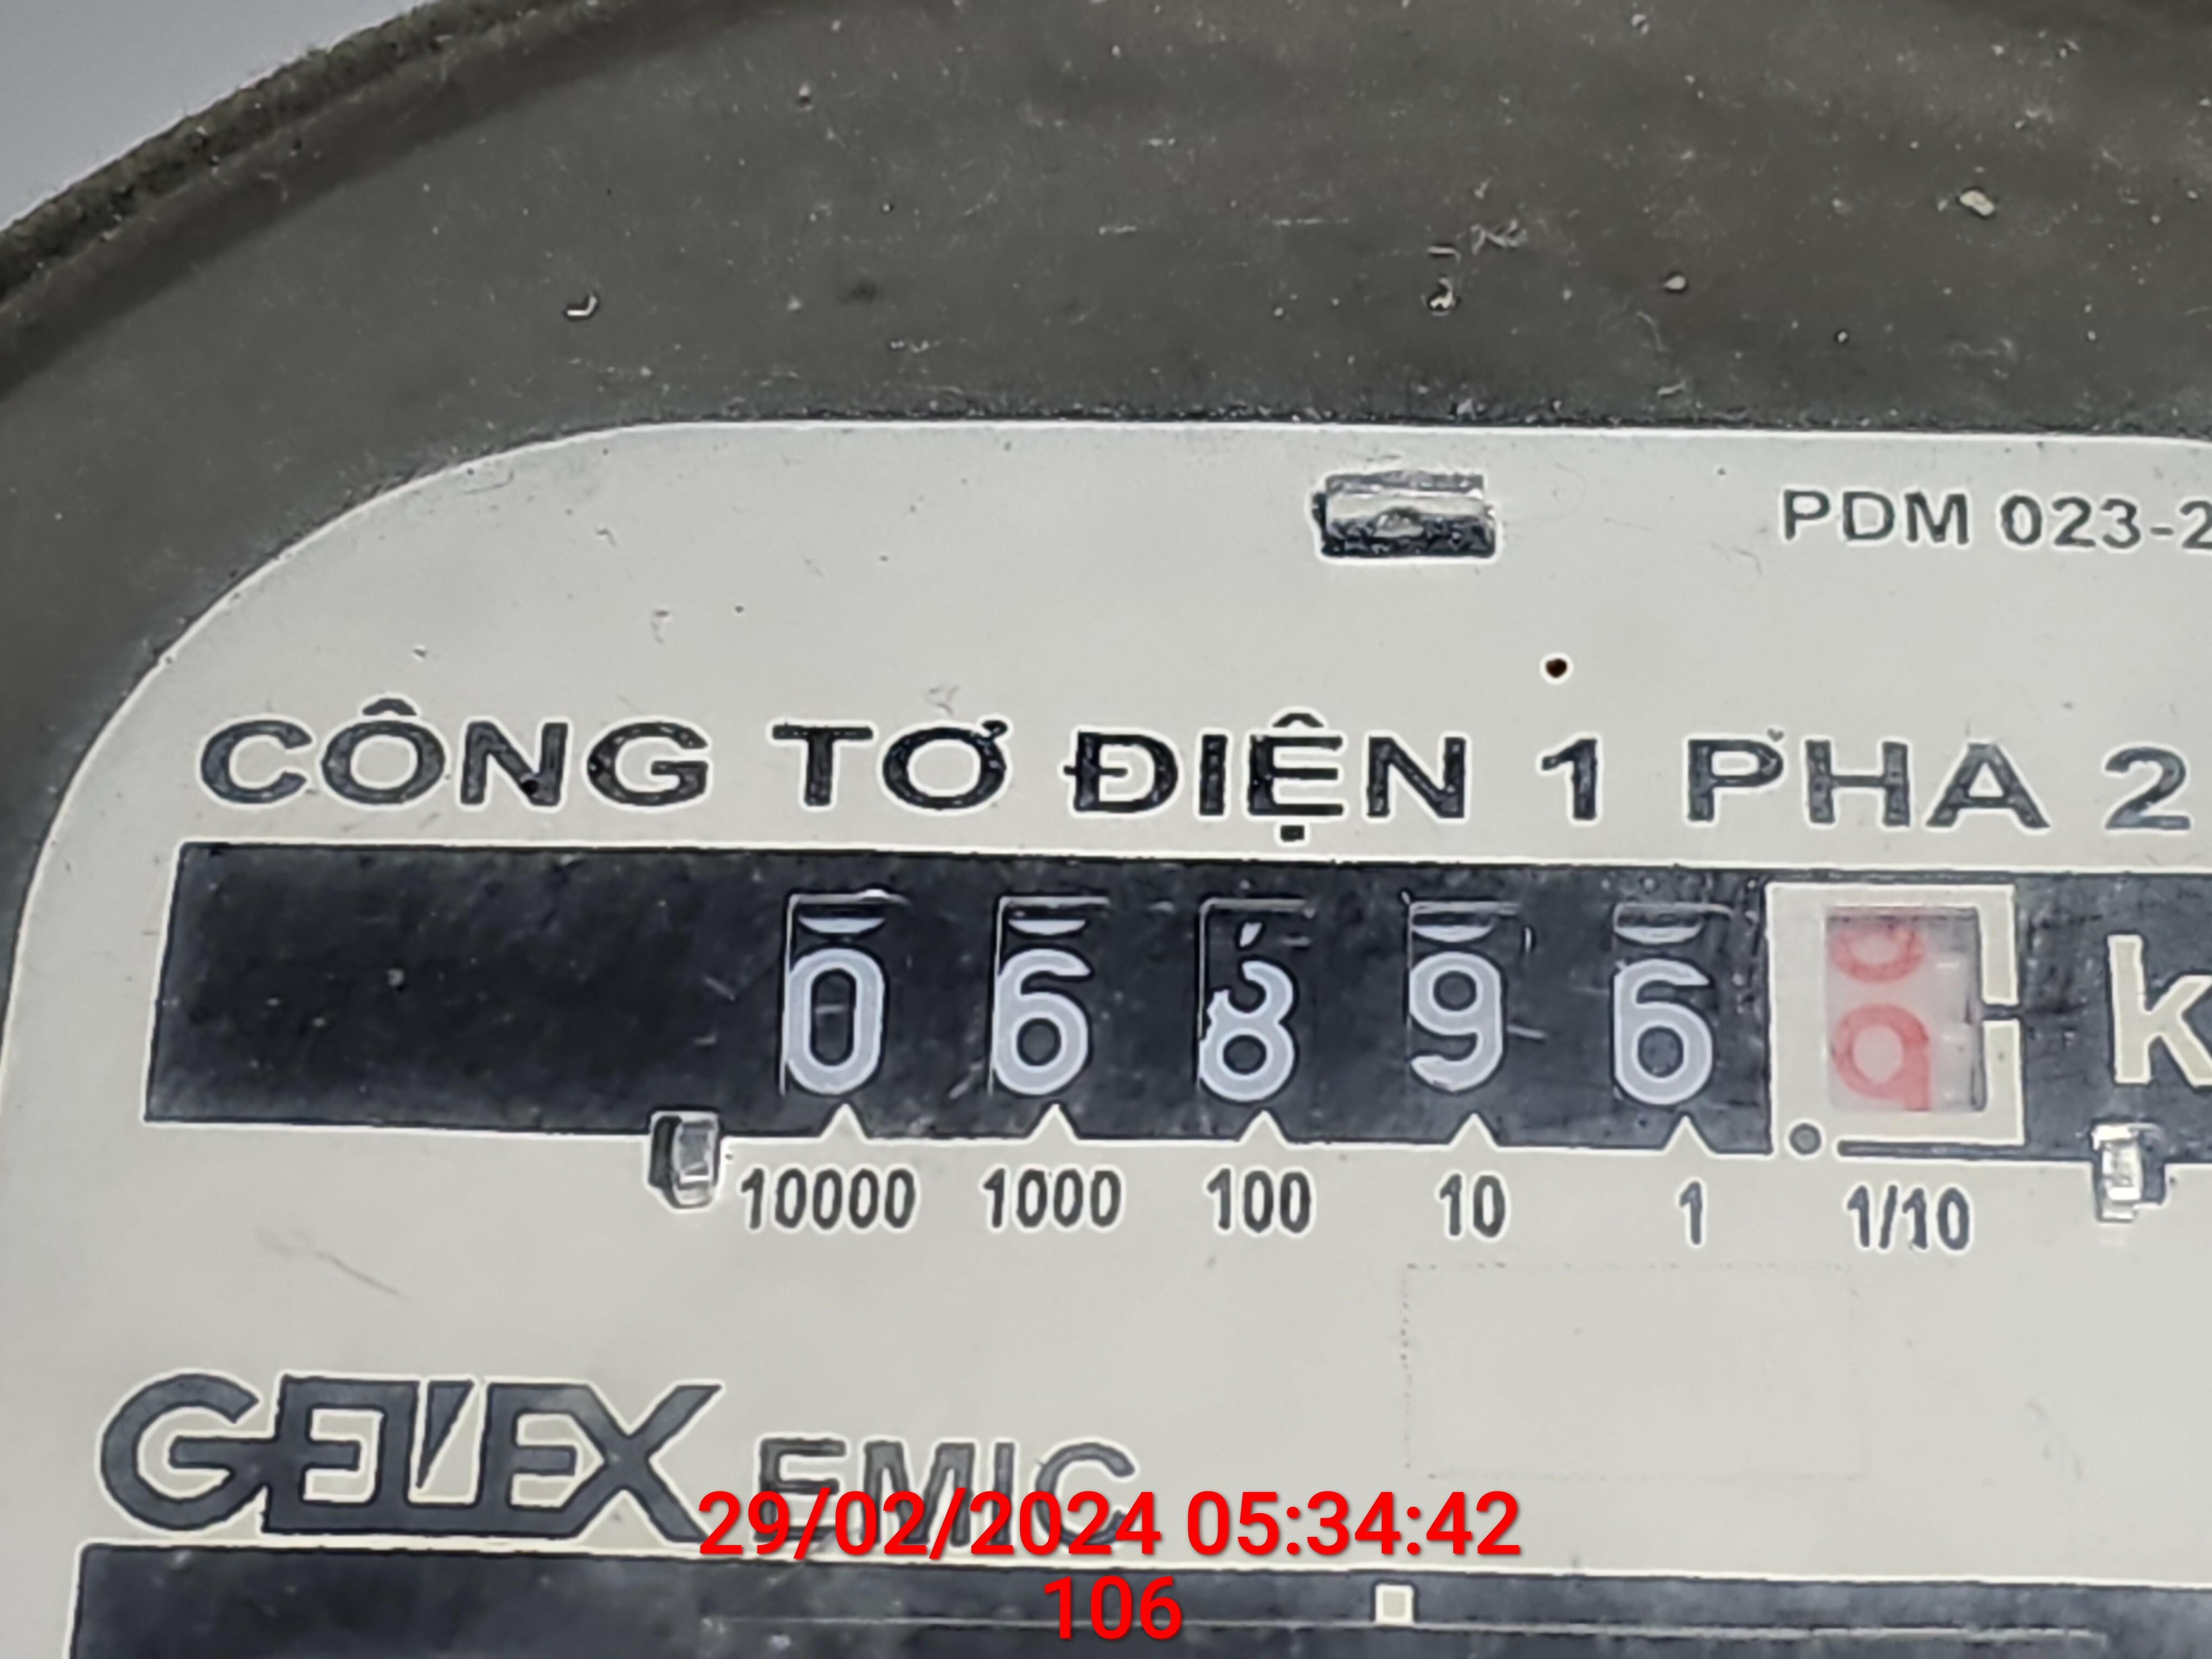 PDM 023-2
CÔNG TƠ ĐIỆN 1 PHA 2
06896 k
10000 1000 100 10 1 1/10
GELEX EMIC
29/02/2024 05:34:42
106